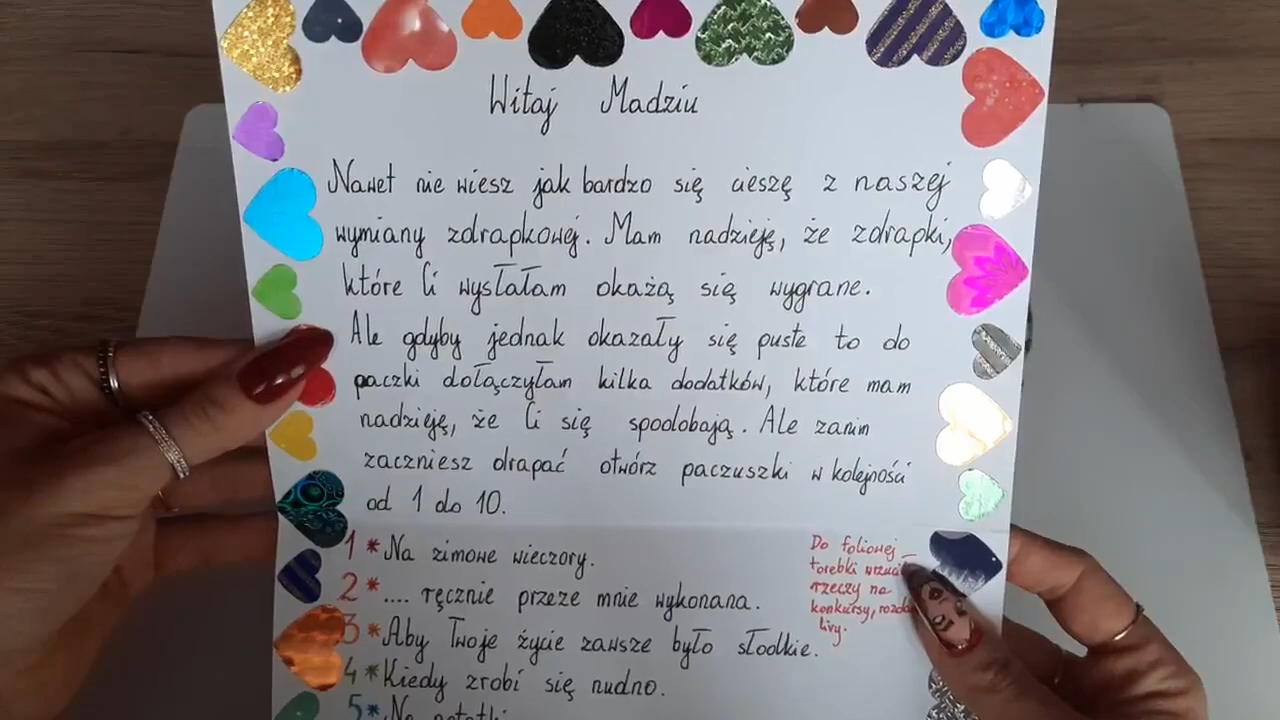 Witaj Madziu
Nawet nie wiesz jak bardzo się cieszę z naszej
wymiany zdrapkowej. Mam nadzieję, że zdrapki,
które Ci wysłałam okażą się wygrane.
Ale gdyby jednak okazały się puste to do
paczki dołączyłam kilka dodatków, które mam
nadzieję, że Ci się spodobają. Ale zanim
zaczniesz drapać otwórz paczuszki w kolejności
od 1 do 10.
1 * Na zimowe wieczory.
2 * .... ręcznie przeze mnie wykonana.
3 * Aby Twoje życie zawsze było słodkie.
4 * Kiedy zrobi się nudno.
5 * Na notatki
Do foliowej
torebki
rzeczy na
konkursy,